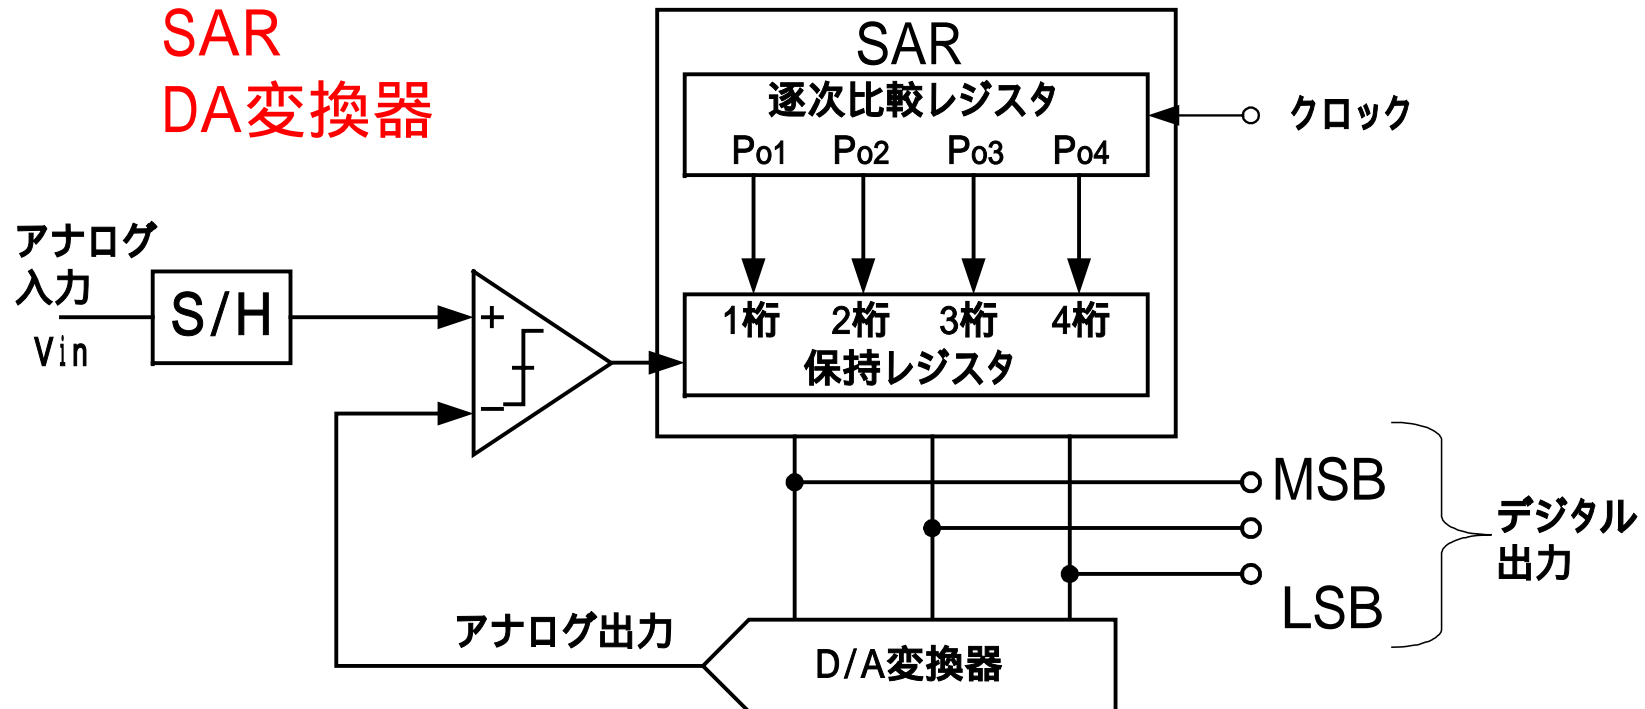 SAR
DA変換器
SAR
逐次比較レジスタ
Po1 Po2 Po3 Po4
クロック
アナログ
入力
Vin
S/H
+
−
1桁 2桁 3桁 4桁
保持レジスタ
MSB
LSB
デジタル
出力
アナログ出力
D/A変換器